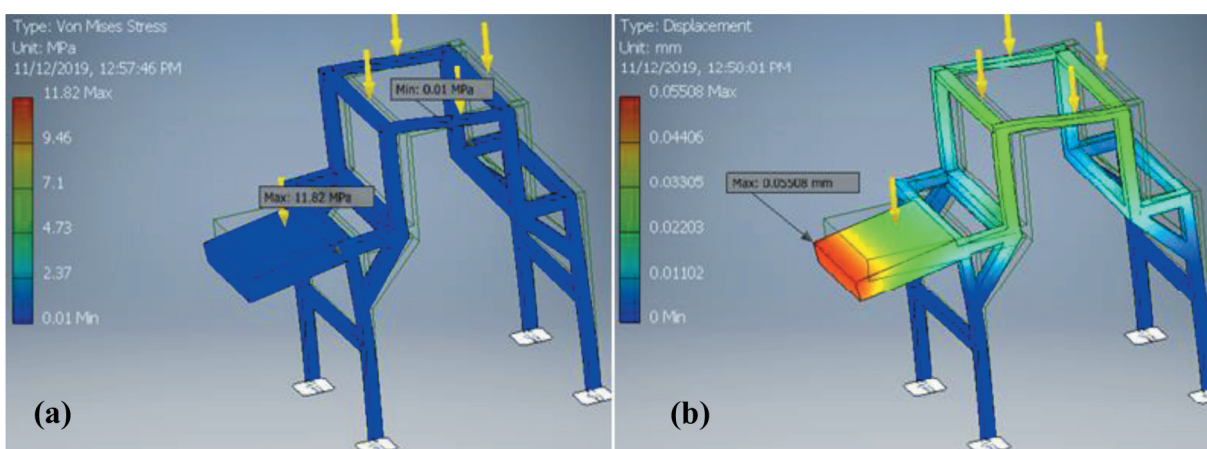 Type: Von Mises Stress
Unit: MPa
11/12/2019, 12:57:46 PM
11.82 Max
9.46
7.1
4.73
2.37
0.01 Min
Min: 0.01 MPa
Max: 11.82 MPa
(a)
Type: Displacement
Unit: mm
11/12/2019, 12:50:01 PM
0.05508 Max
0.04406
0.03305
0.02203
0.01102
0 Min
Max: 0.05508 mm
(b)